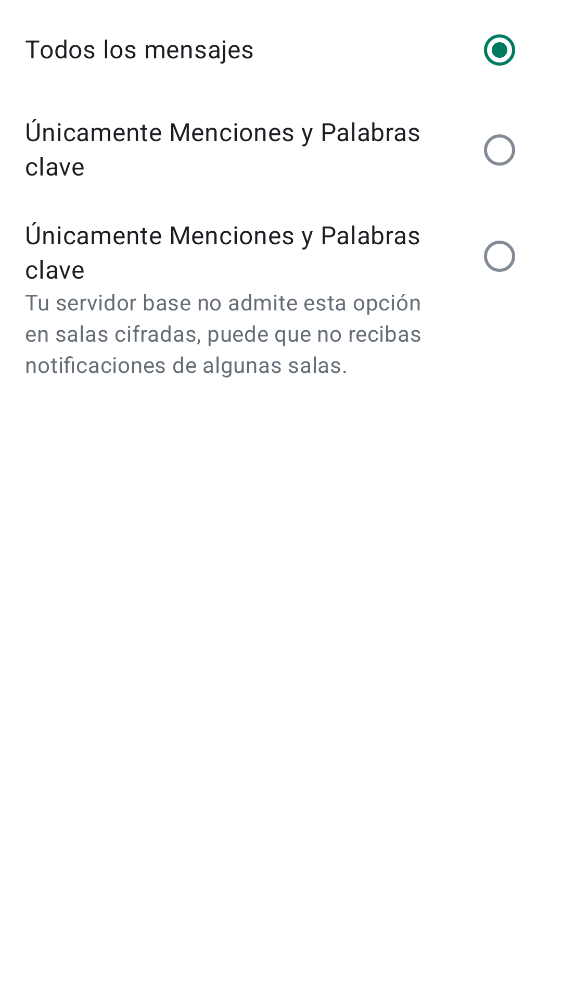 Todos los mensajes
Únicamente Menciones y Palabras
clave
Únicamente Menciones y Palabras
clave
Tu servidor base no admite esta opción
en salas cifradas, puede que no recibas
notificaciones de algunas salas.